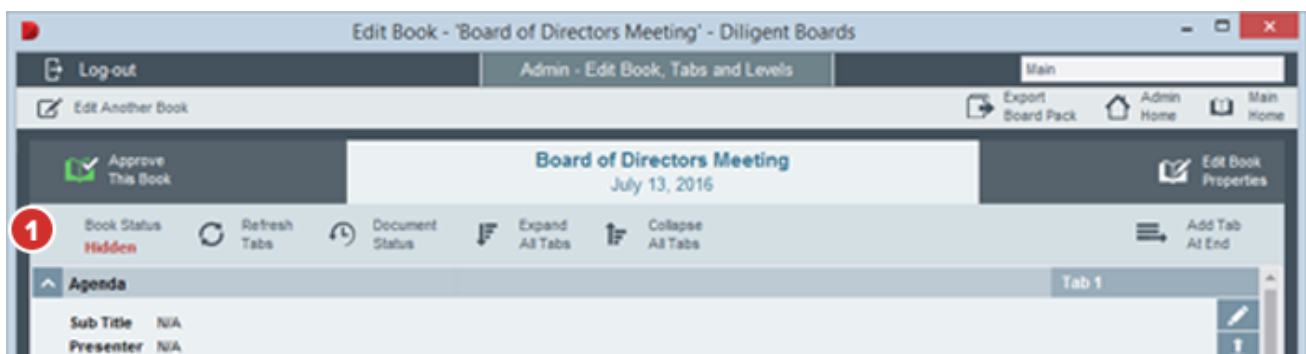 Edit Book - 'Board of Directors Meeting' - Diligent Boards
Log-out
Admin - Edit Book, Tabs and Levels
Main
Edit Another Book
Export
Board Pack
Admin
Home
Main
Home
Approve
This Book
Board of Directors Meeting
July 13, 2016
Edit Book
Properties
1
Book Status
Hidden
Refresh
Tabs
Document
Status
Expand
All Tabs
Collapse
All Tabs
Add Tab
At End
Agenda
Tab 1
Sub Title N/A
Presenter N/A